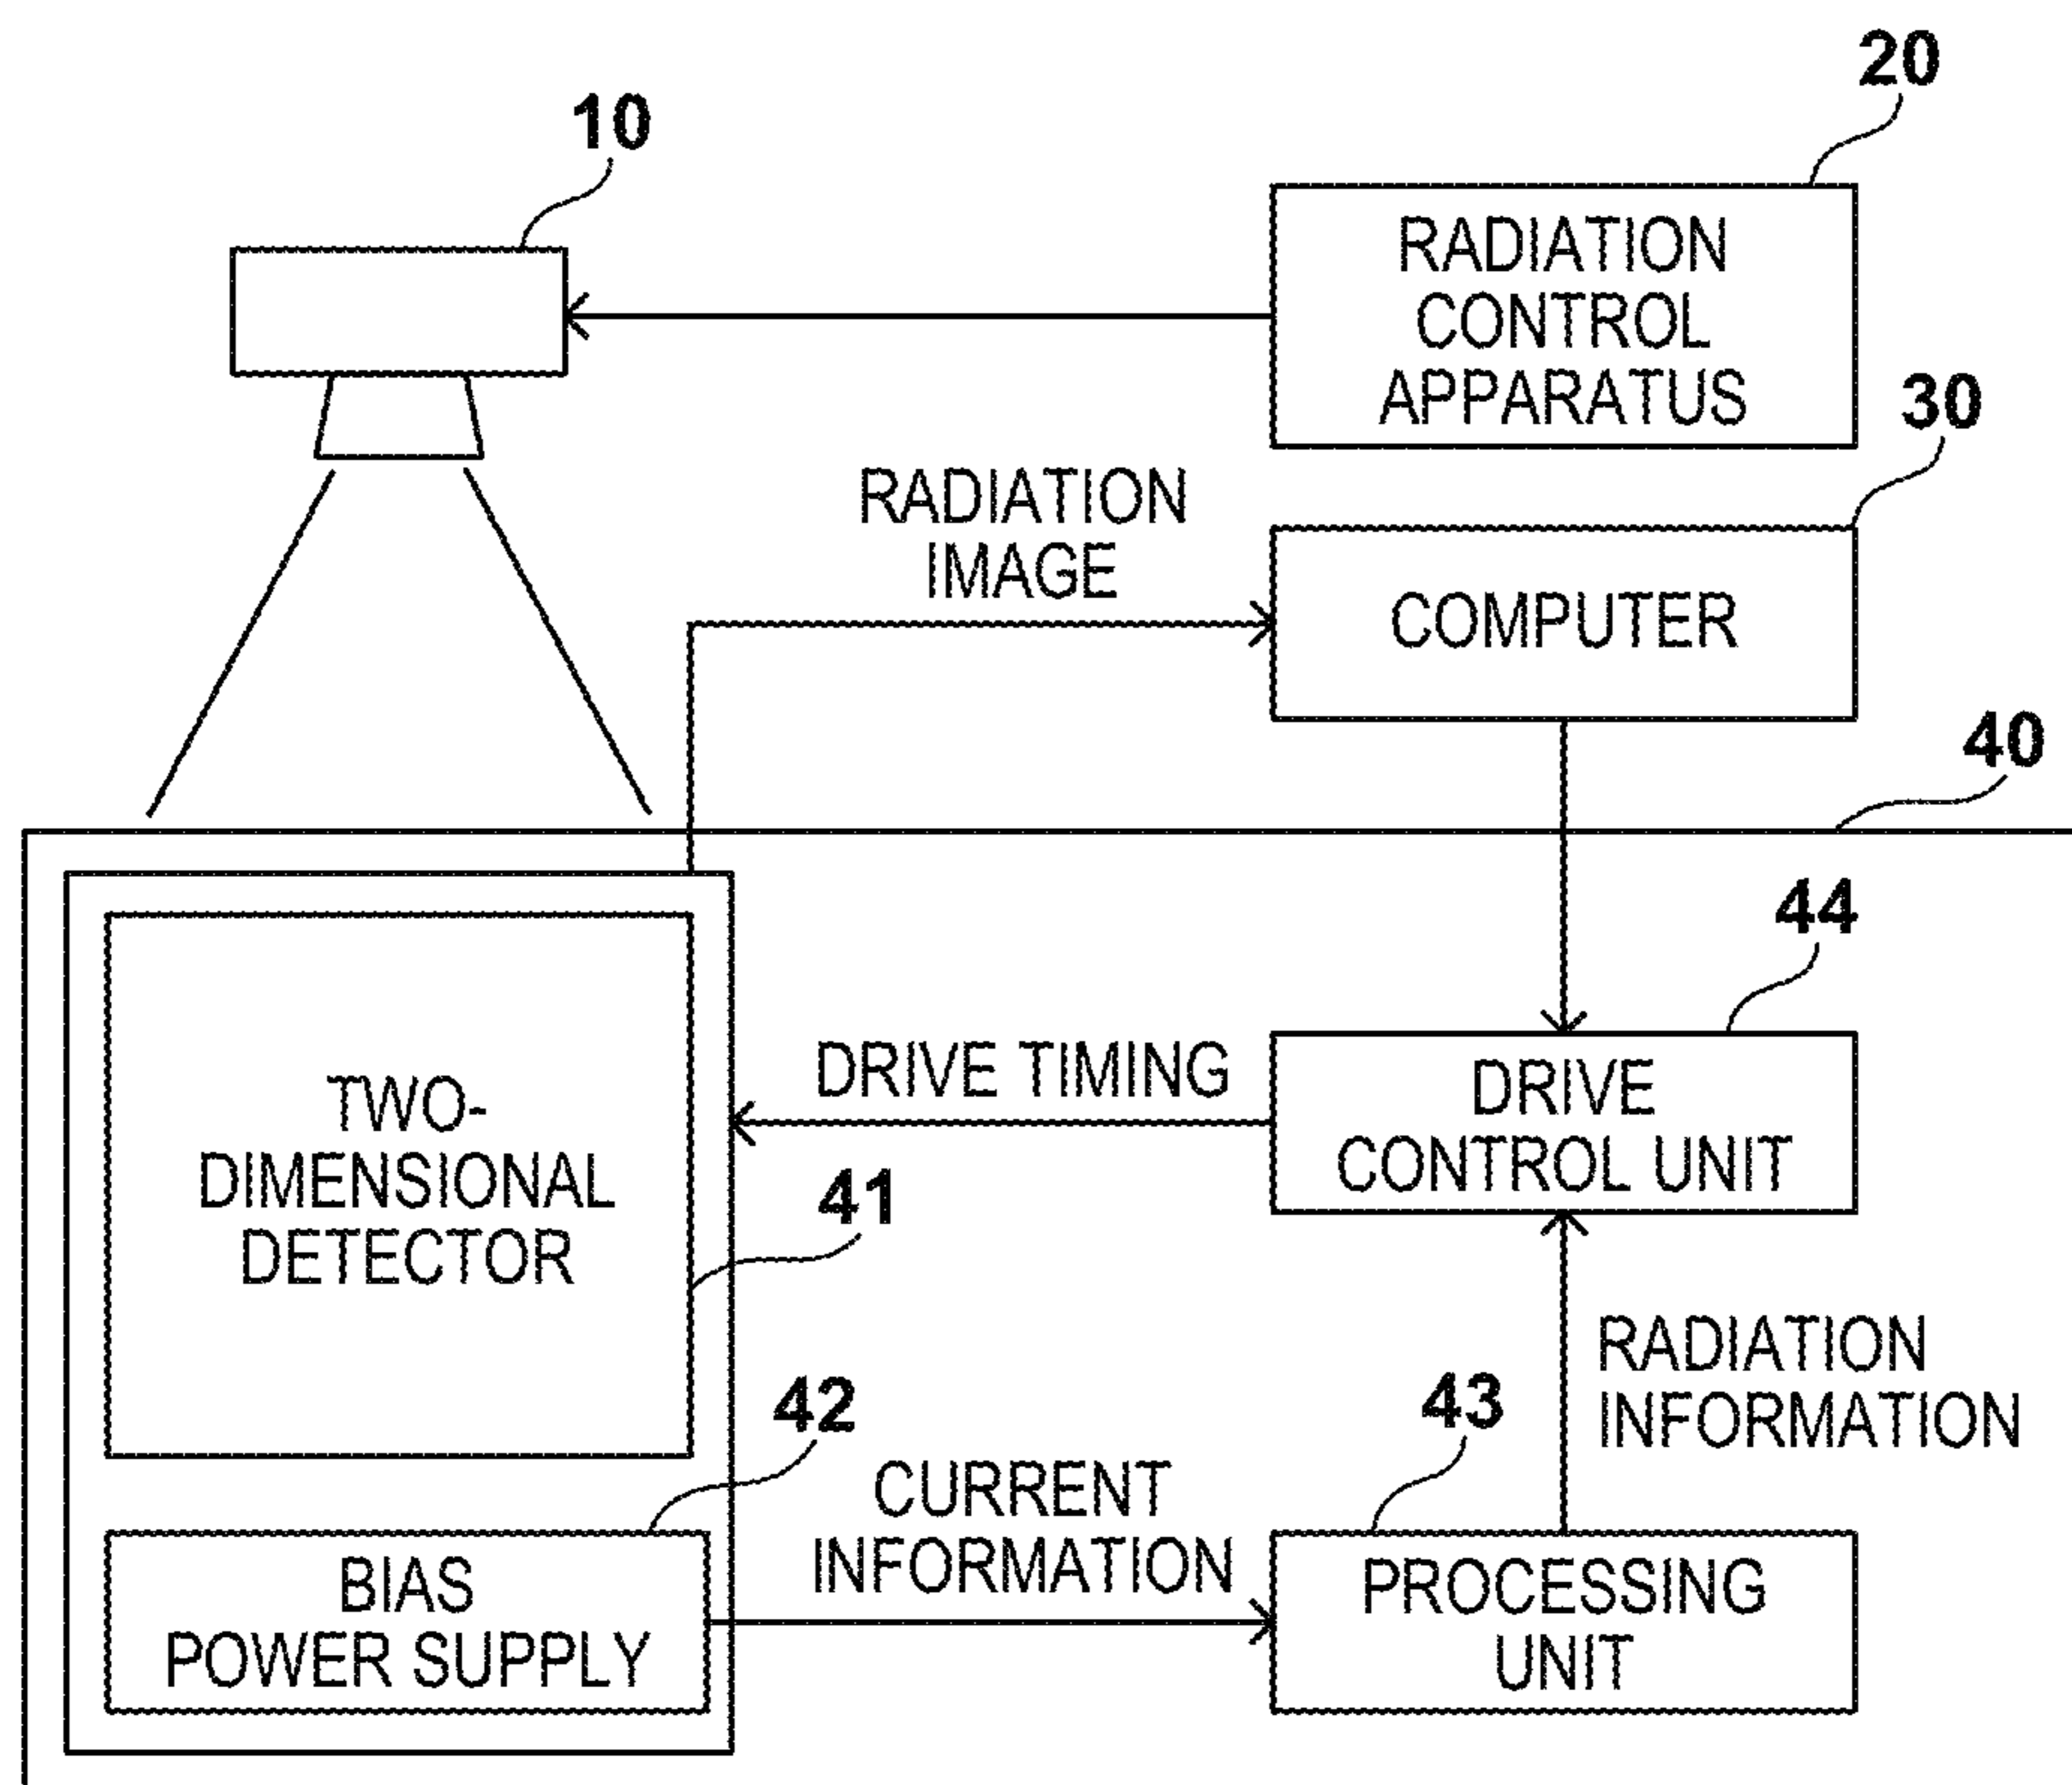 20
10
RADIATION
CONTROL
APPARATUS
30
RADIATION
IMAGE
COMPUTER
40
44
DRIVE TIMING
DRIVE
CONTROL UNIT
TWO-
DIMENSIONAL
DETECTOR
41
RADIATION
INFORMATION
42
43
CURRENT
INFORMATION
BIAS
POWER SUPPLY
PROCESSING
UNIT